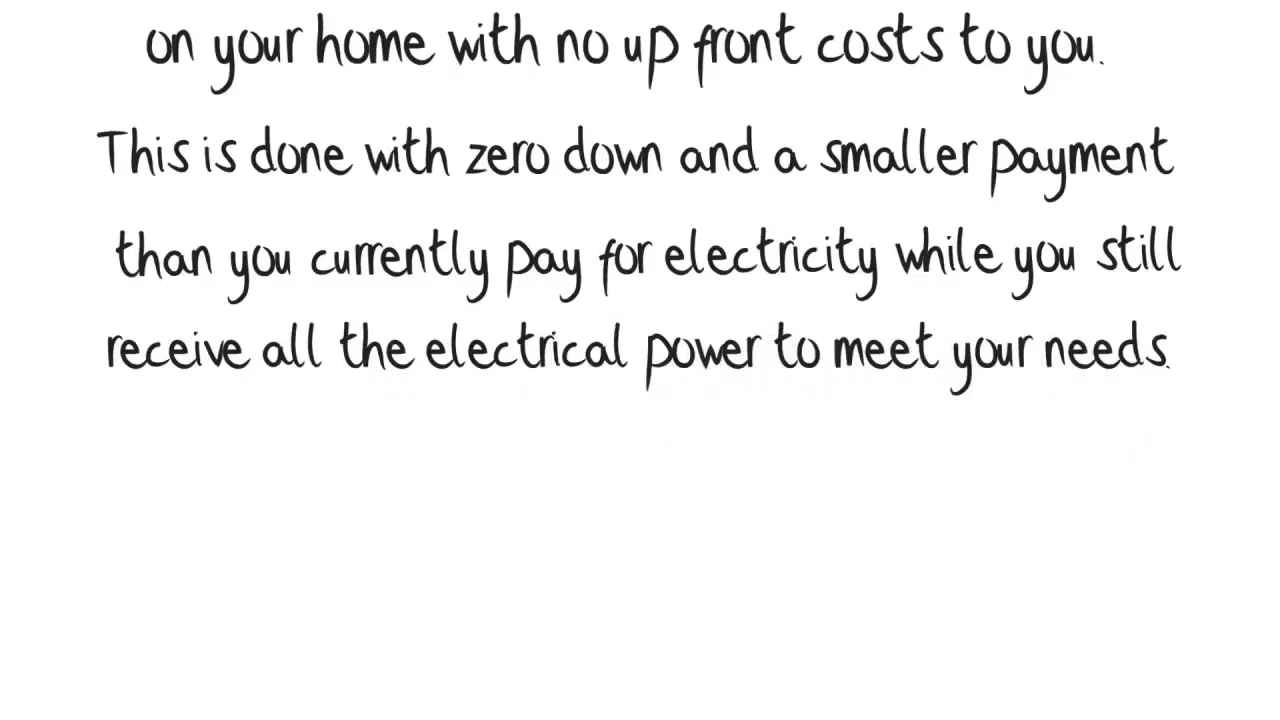 on your home with no up front costs to you.
This is done with zero down and a smaller payment
than you currently pay for electricity while you still
receive all the electrical power to meet your needs.